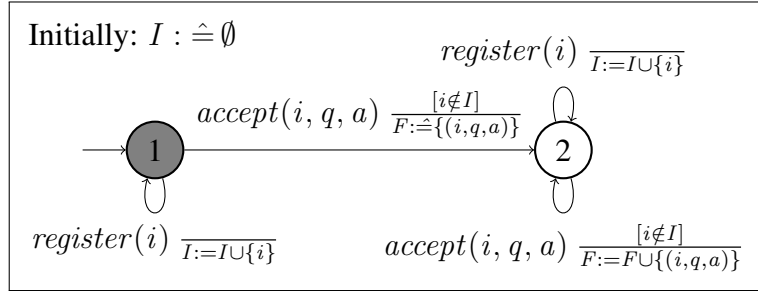 Initially: I :≙ ∅
register(i) / I:=I∪{i}
accept(i, q, a) [i∉I] / F:≙{(i,q,a)}
1
2
register(i) / I:=I∪{i}
accept(i, q, a) [i∉I] / F:=F∪{(i,q,a)}